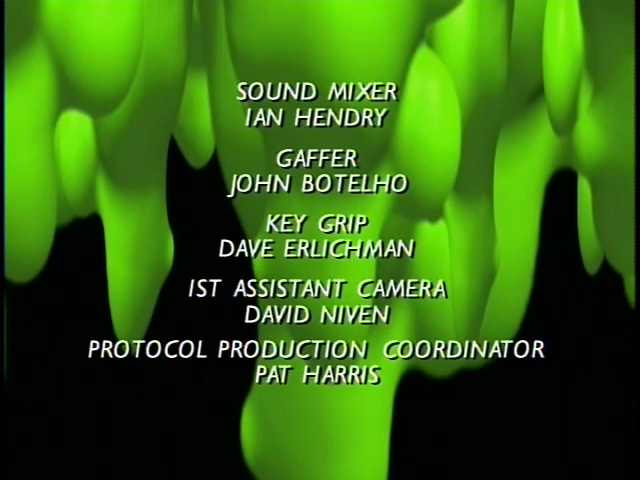 SOUND MIXER
IAN HENDRY
GAFFER
JOHN BOTELHO
KEY GRIP
DAVE ERLICHMAN
1ST ASSISTANT CAMERA
DAVID NIVEN
PROTOCOL PRODUCTION COORDINATOR
PAT HARRIS